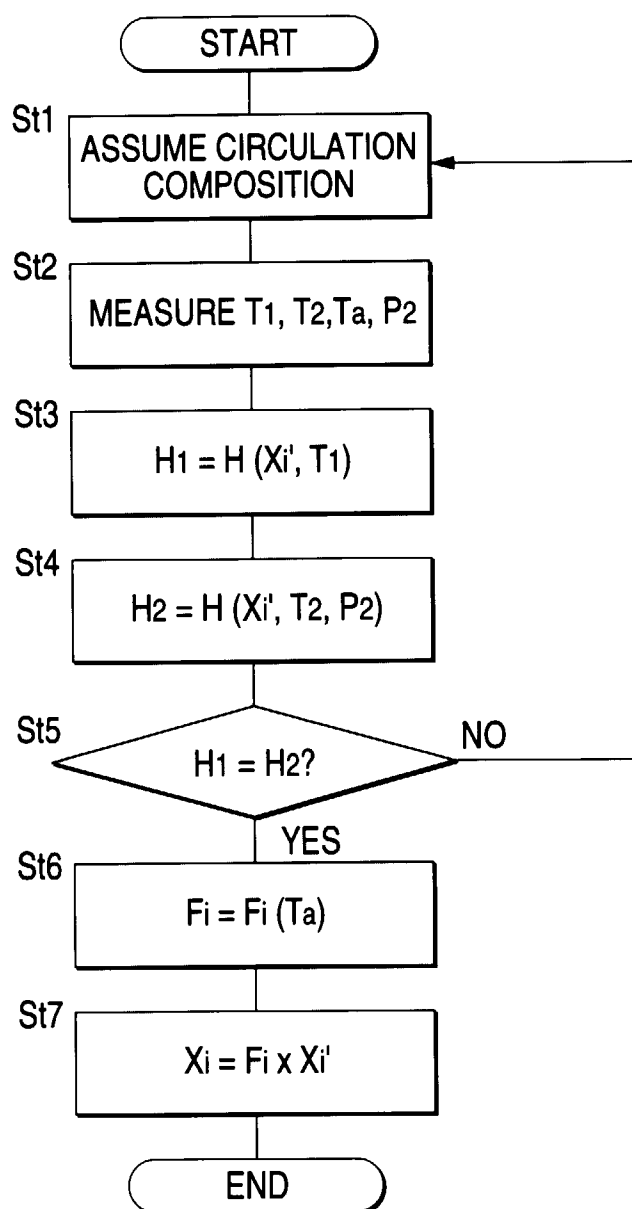 START
St1
ASSUME CIRCULATION
COMPOSITION
St2
MEASURE T1, T2,Ta, P2
St3
H1 = H (Xi', T1)
St4
H2 = H (Xi', T2, P2)
St5
H1 = H2?
NO
YES
St6
Fi = Fi (Ta)
St7
Xi = Fi x Xi'
END